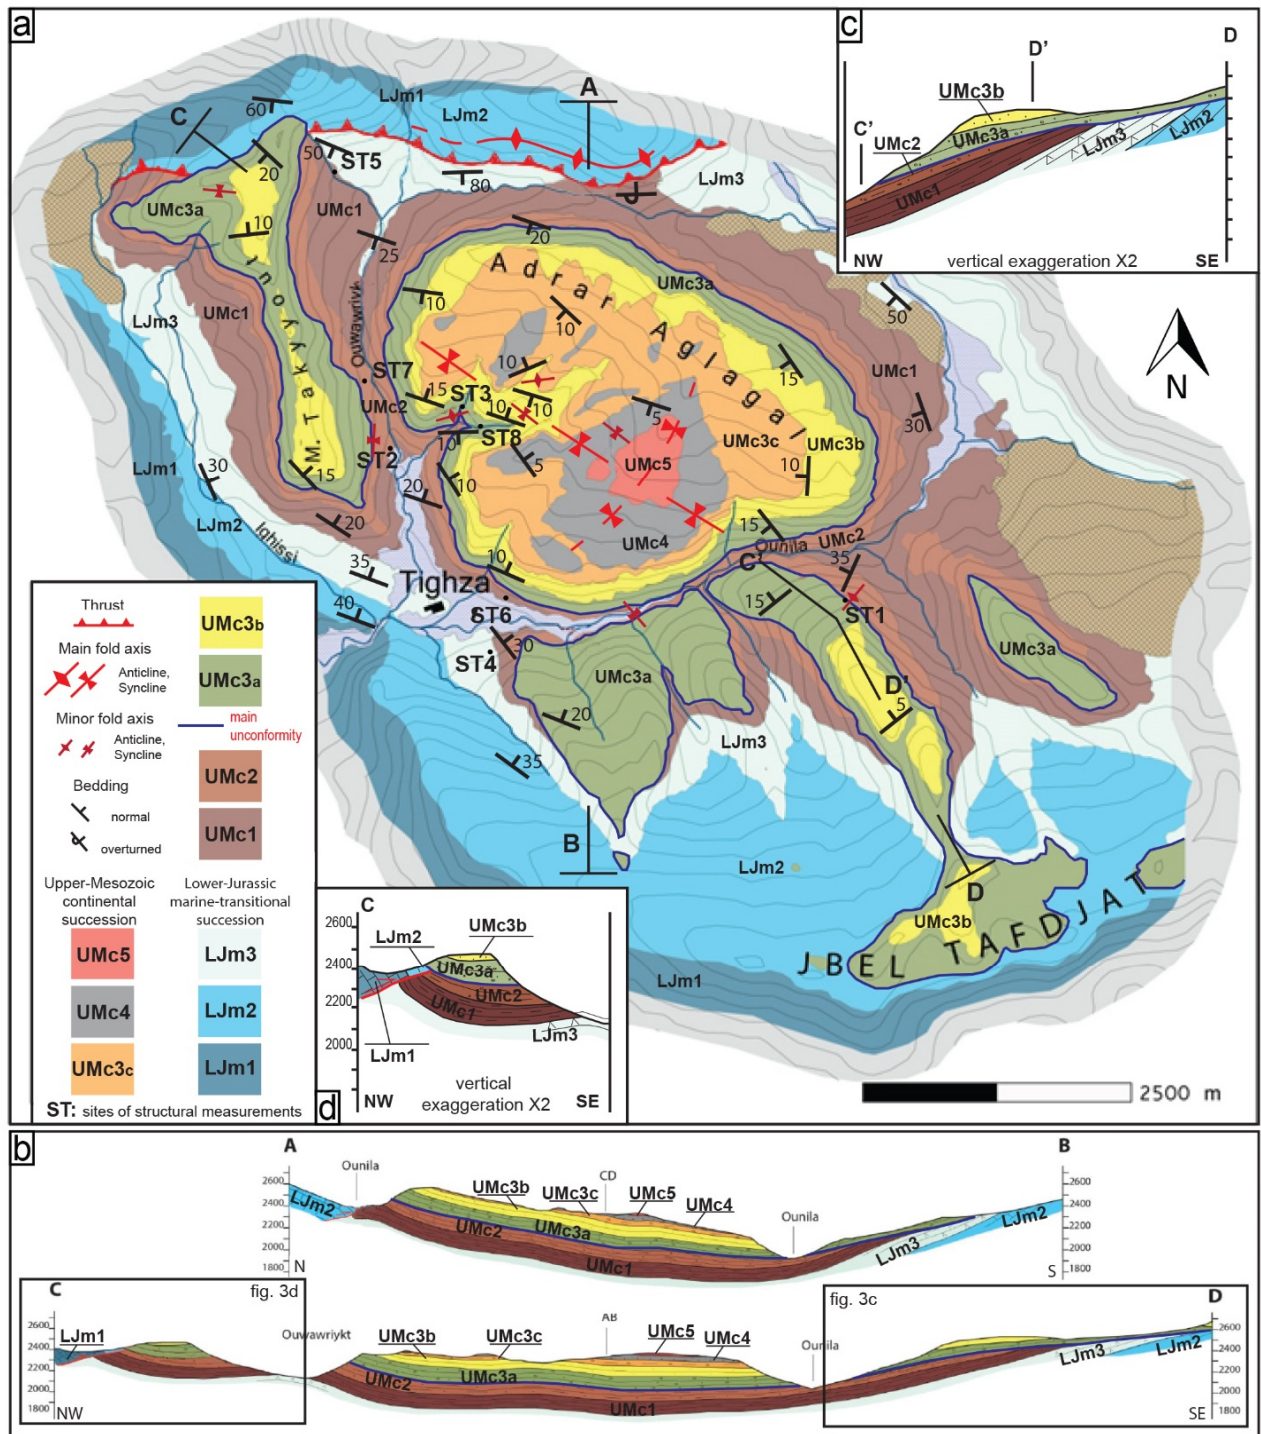 a
C
60
LJm1
LJm2
A
50
ST5
20
80
LJm3
UMc3a
UMc1
10
25
20
Adrar Aglagal
UMc3a
LJm3
UMc1
M. Takyyount
Ouwawrivk
10
10
50
10
15
UMc1
ST7
15
ST3
10
10
5
UMc2
ST8
10
UMc3c
UMc3b
30
ST2
5
UMc5
10
15
LJm1
30
20
10
20
LJm2
UMc4
15
Ounila
UMc2
Ighissi
35
10
C'
35
Tighza
40
ST6
15
ST1
30
ST4
UMc3a
UMc3a
D'
20
5
LJm3
35
B
LJm2
D
UMc3b
JBEL TAFDJAT
LJm1
N
2500 m
Thrust
Main fold axis
Anticline,
Syncline
Minor fold axis
Anticline,
Syncline
Bedding
normal
overturned
UMc3b
UMc3a
main
unconformity
UMc2
UMc1
Upper-Mesozoic
continental
succession
Lower-Jurassic
marine-transitional
succession
UMc5
LJm3
UMc4
LJm2
UMc3c
LJm1
ST: sites of structural measurements
c
D'
D
UMc3b
C'
UMc2
UMc3a
LJm3
LJm2
UMc1
NW
vertical exaggeration X2
SE
C
2600
LJm2
UMc3b
2400
UMc3a
UMc2
2200
UMc1
LJm3
2000
LJm1
vertical
exaggeration X2
d
NW
SE
b
A
B
Ounila
CD
2600
2400
2200
2000
1800
LJm2
UMc3b
UMc3c
UMc5
UMc4
Ounila
UMc2
UMc3a
UMc1
LJm3
LJm2
2600
2400
2200
2000
1800
N
S
C
fig. 3d
fig. 3c
D
AB
2600
2400
2200
2000
1800
LJm1
Ouwawriykt
UMc3b
UMc3c
UMc5
UMc4
Ounila
UMc2
UMc3a
UMc1
LJm3
LJm2
2600
2400
2200
2000
1800
NW
SE